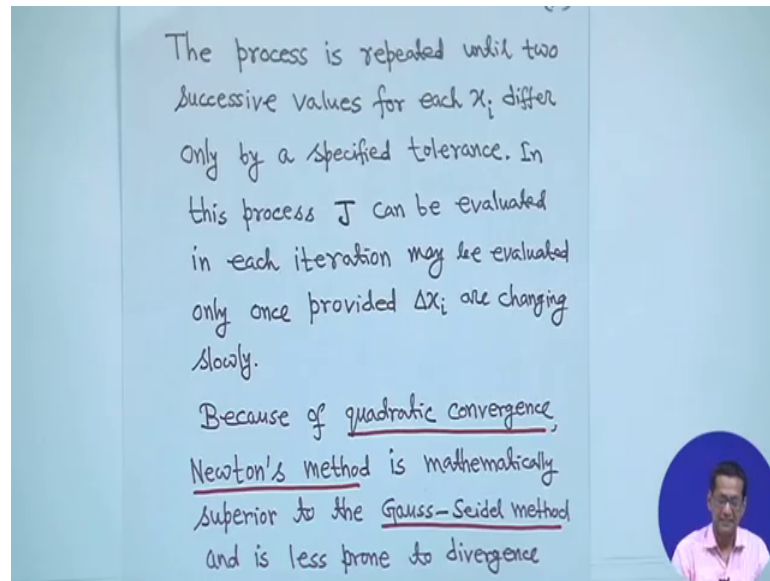 The process is repeated until two
successive values for each xᵢ differ
only by a specified tolerance. In
this process J can be evaluated
in each iteration may be evaluated
only once provided Δxᵢ are changing
slowly.
Because of quadratic convergence,
Newton's method is mathematically
superior to the Gauss-Seidel method
and is less prone to divergence